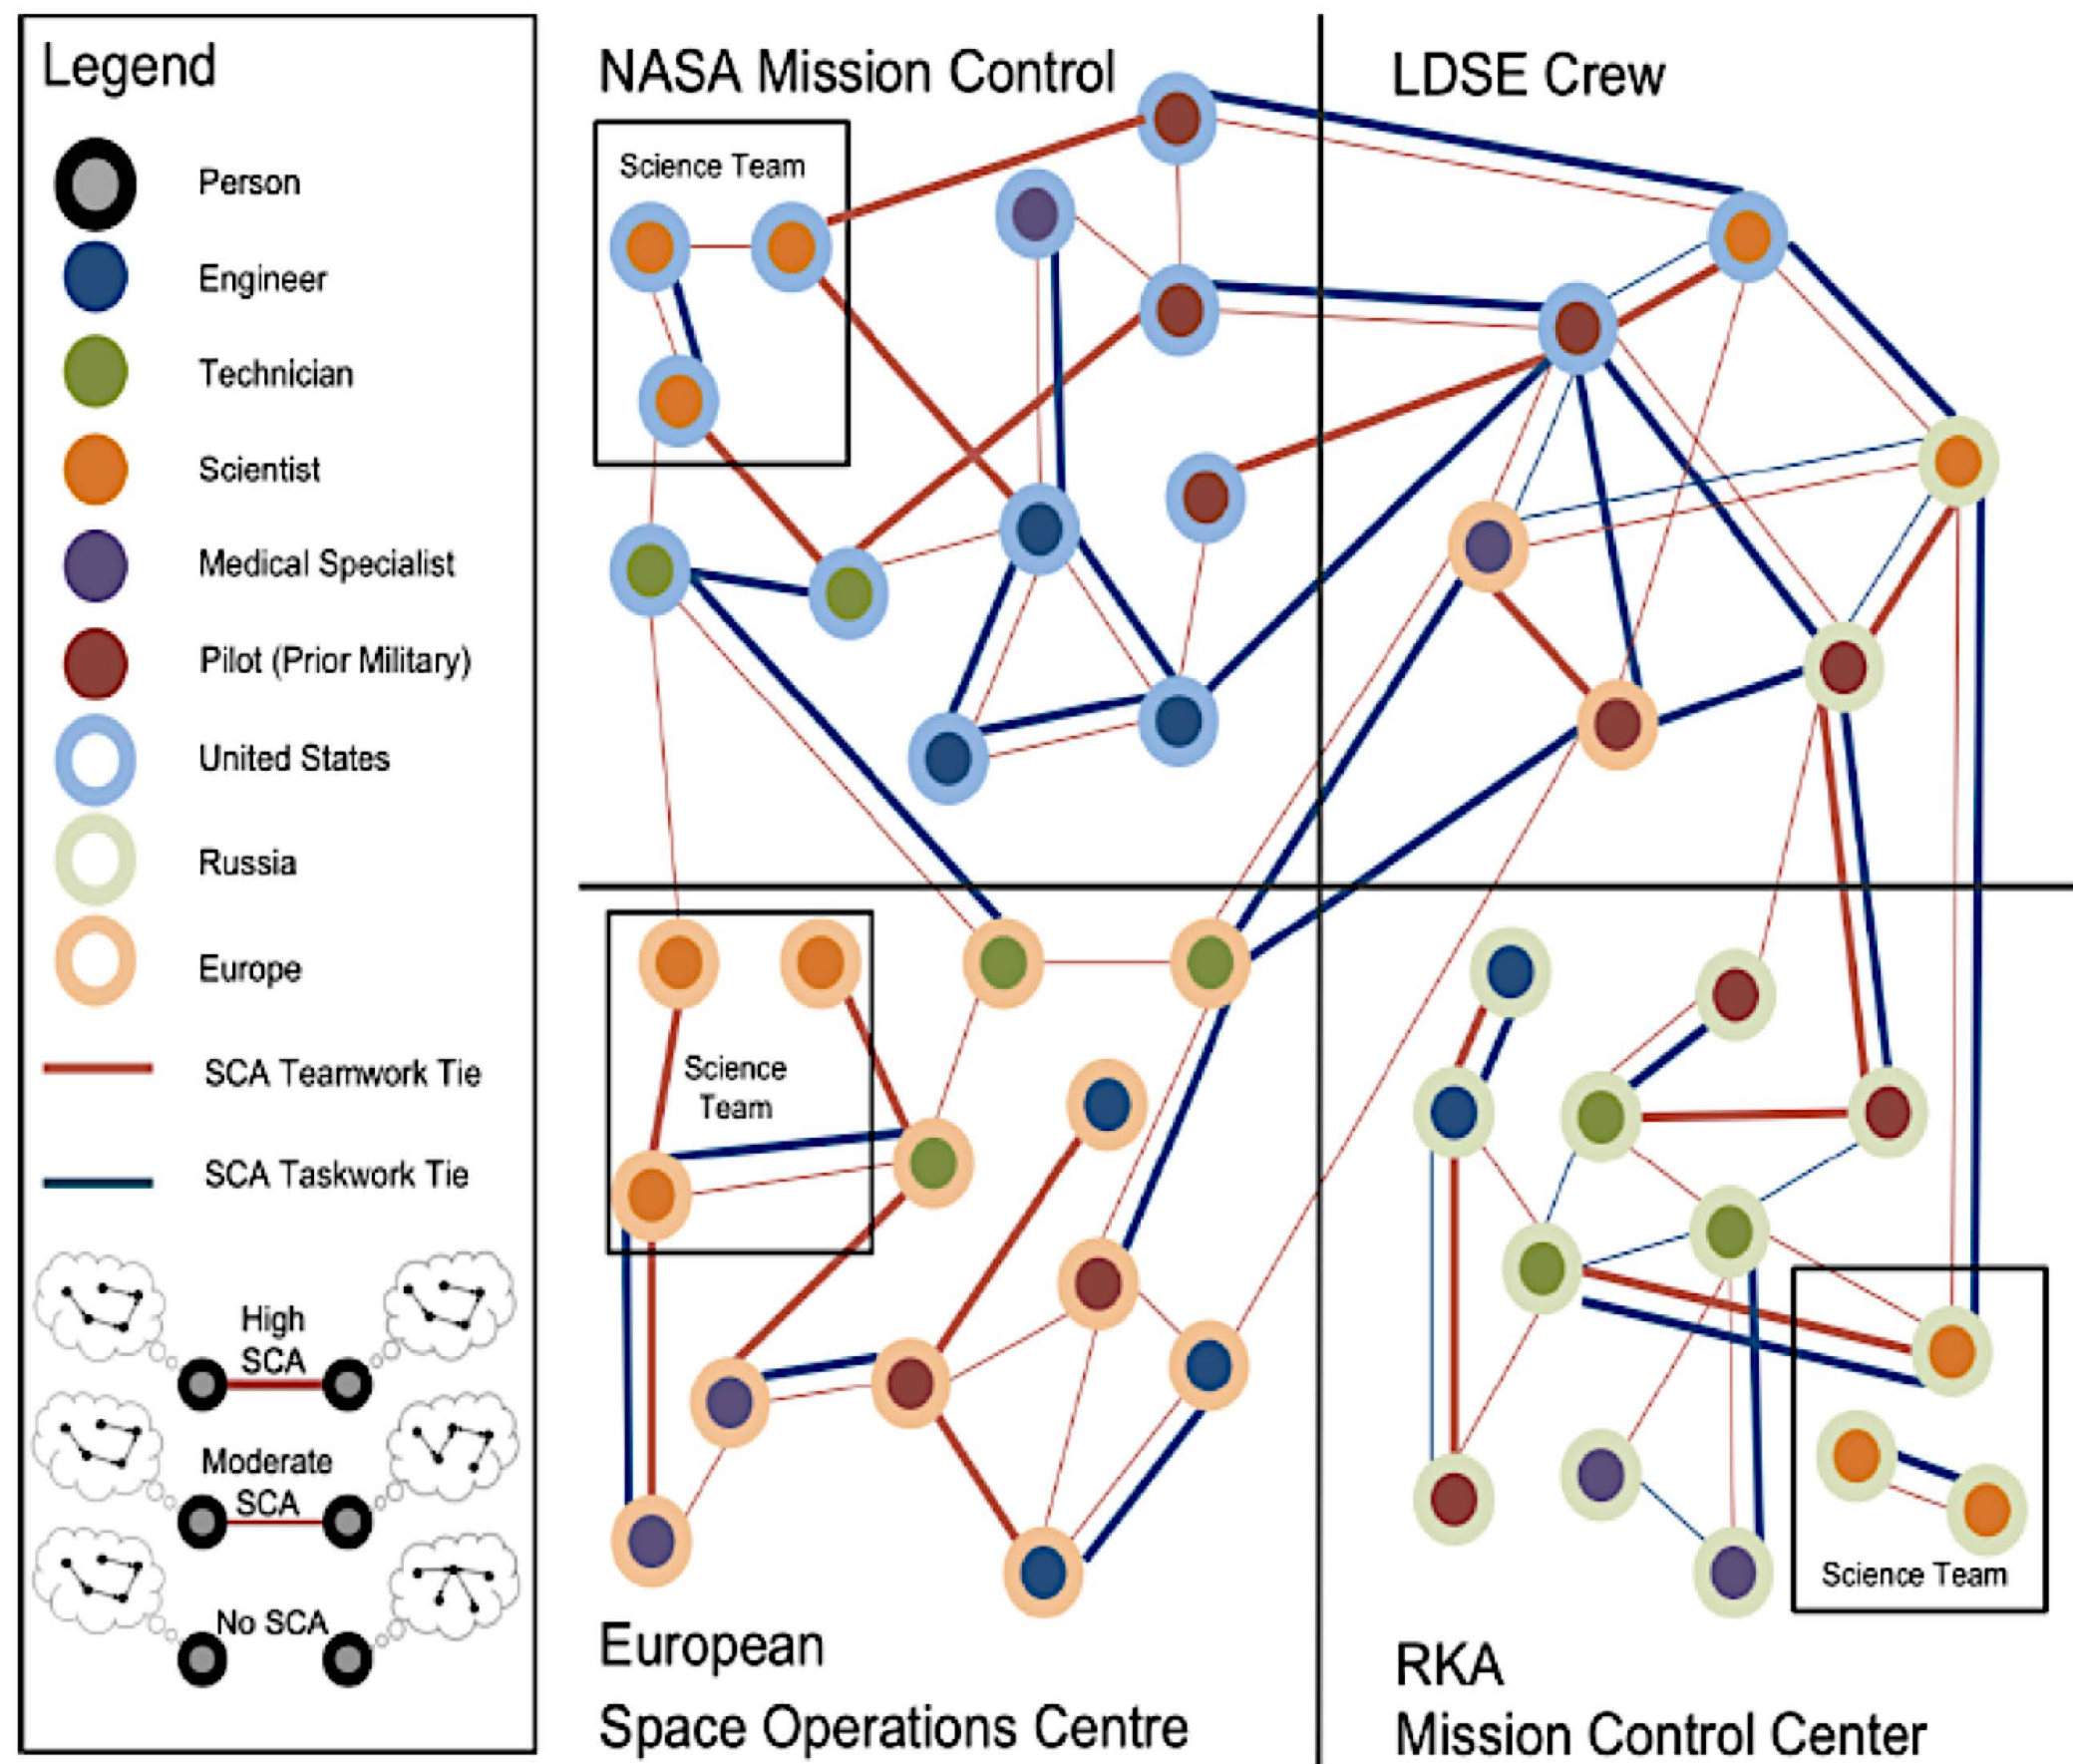 Legend
Person
Engineer
Technician
Scientist
Medical Specialist
Pilot (Prior Military)
United States
Russia
Europe
SCA Teamwork Tie
SCA Taskwork Tie
High
SCA
Moderate
SCA
No SCA
NASA Mission Control
Science Team
LDSE Crew
Science
Team
European
Space Operations Centre
Science Team
RKA
Mission Control Center